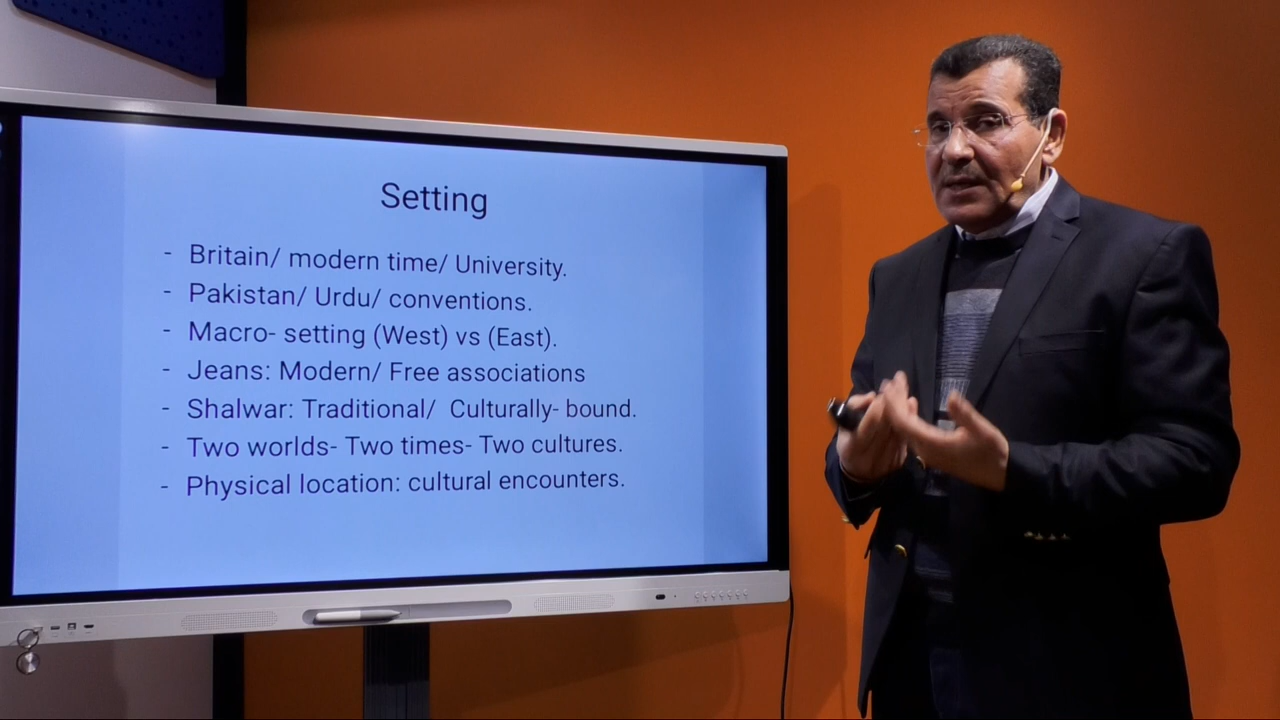 Setting
- Britain/ modern time/ University.
- Pakistan/ Urdu/ conventions.
- Macro- setting (West) vs (East).
- Jeans: Modern/ Free associations
- Shalwar: Traditional/ Culturally- bound.
- Two worlds- Two times- Two cultures.
- Physical location: cultural encounters.